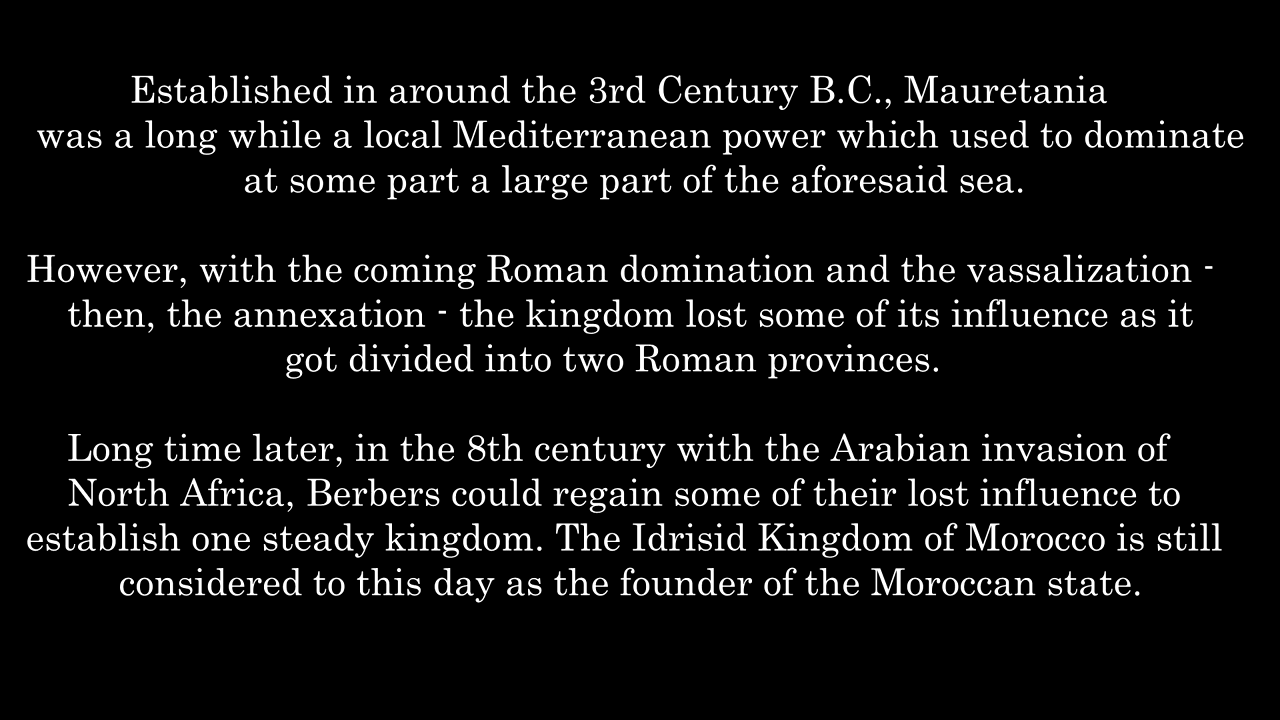 Established in around the 3rd Century B.C., Mauretania
was a long while a local Mediterranean power which used to dominate
at some part a large part of the aforesaid sea.
However, with the coming Roman domination and the vassalization -
then, the annexation - the kingdom lost some of its influence as it
got divided into two Roman provinces.
Long time later, in the 8th century with the Arabian invasion of
North Africa, Berbers could regain some of their lost influence to
establish one steady kingdom. The Idrisid Kingdom of Morocco is still
considered to this day as the founder of the Moroccan state.